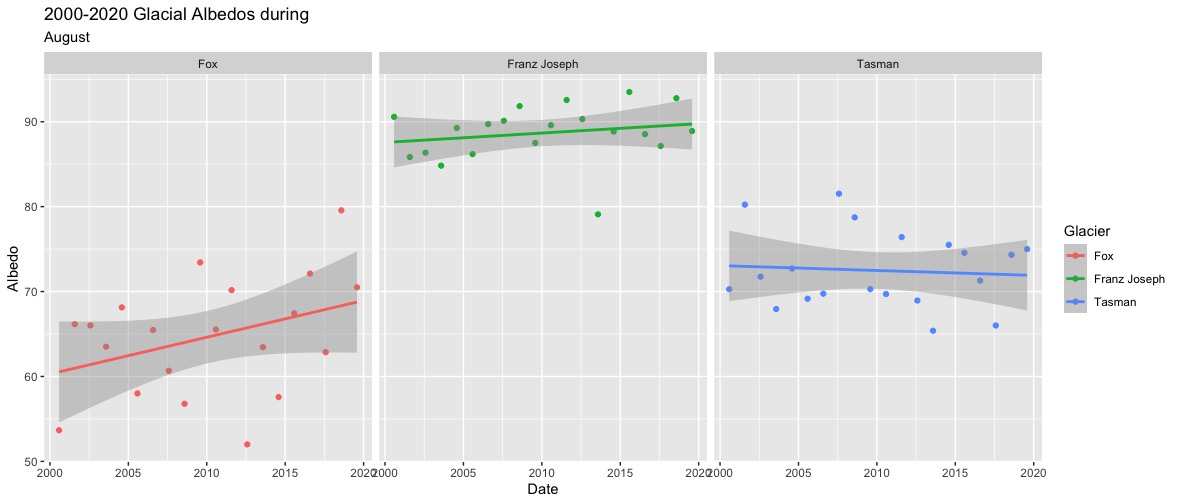 2000-2020 Glacial Albedos during
August
Fox
Franz Joseph
Tasman
90
80
70
60
50
2000 2005 2010 2015 2020
2000 2005 2010 2015 2020
2000 2005 2010 2015 2020
Albedo
Date
Glacier
Fox
Franz Joseph
Tasman